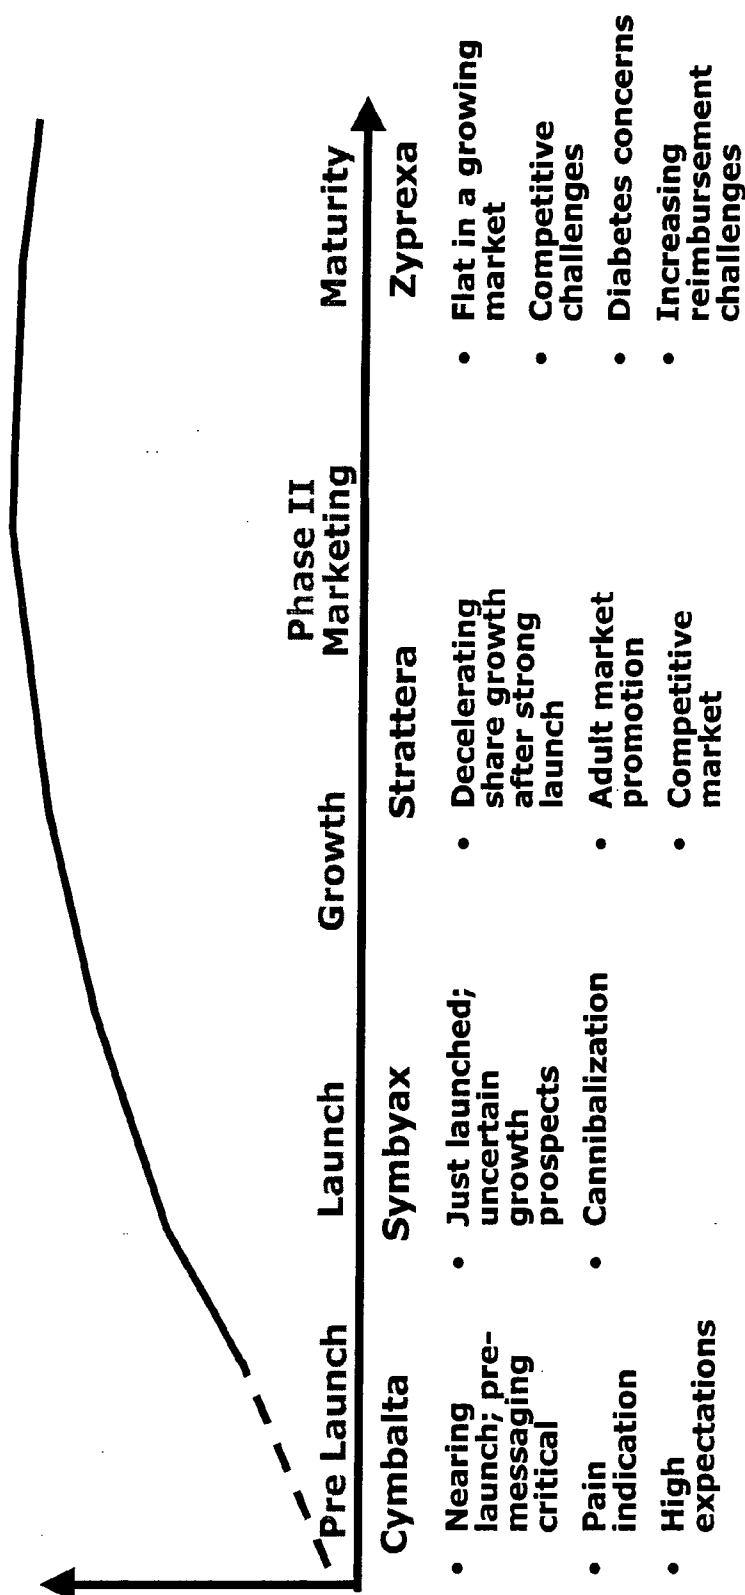 Pre Launch
Launch
Growth
Phase II
Marketing
Maturity
Cymbalta
• Nearing
launch; pre-
messaging
critical
• Pain
indication
• High
expectations
Symbyax
• Just launched;
uncertain
growth
prospects
• Cannibalization
Strattera
• Decelerating
share growth
after strong
launch
• Adult market
promotion
• Competitive
market
Zyprexa
• Flat in a growing
market
• Competitive
challenges
• Diabetes concerns
• Increasing
reimbursement
challenges